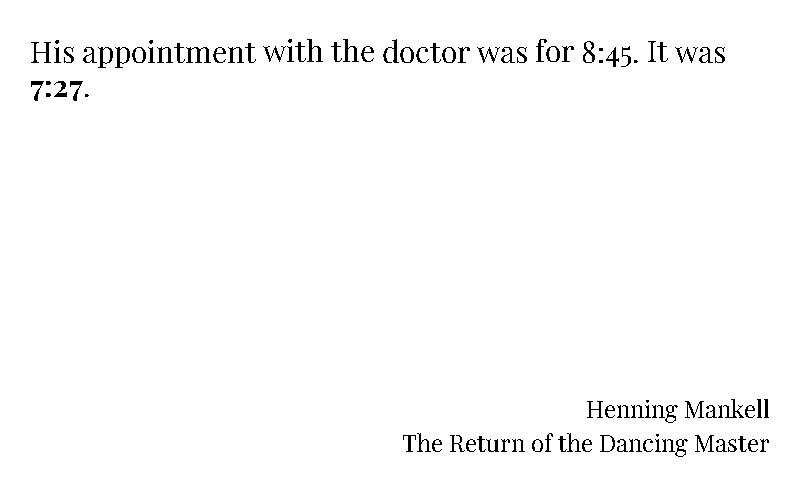 His appointment with the doctor was for 8:45. It was
7:27.
Henning Mankell
The Return of the Dancing Master